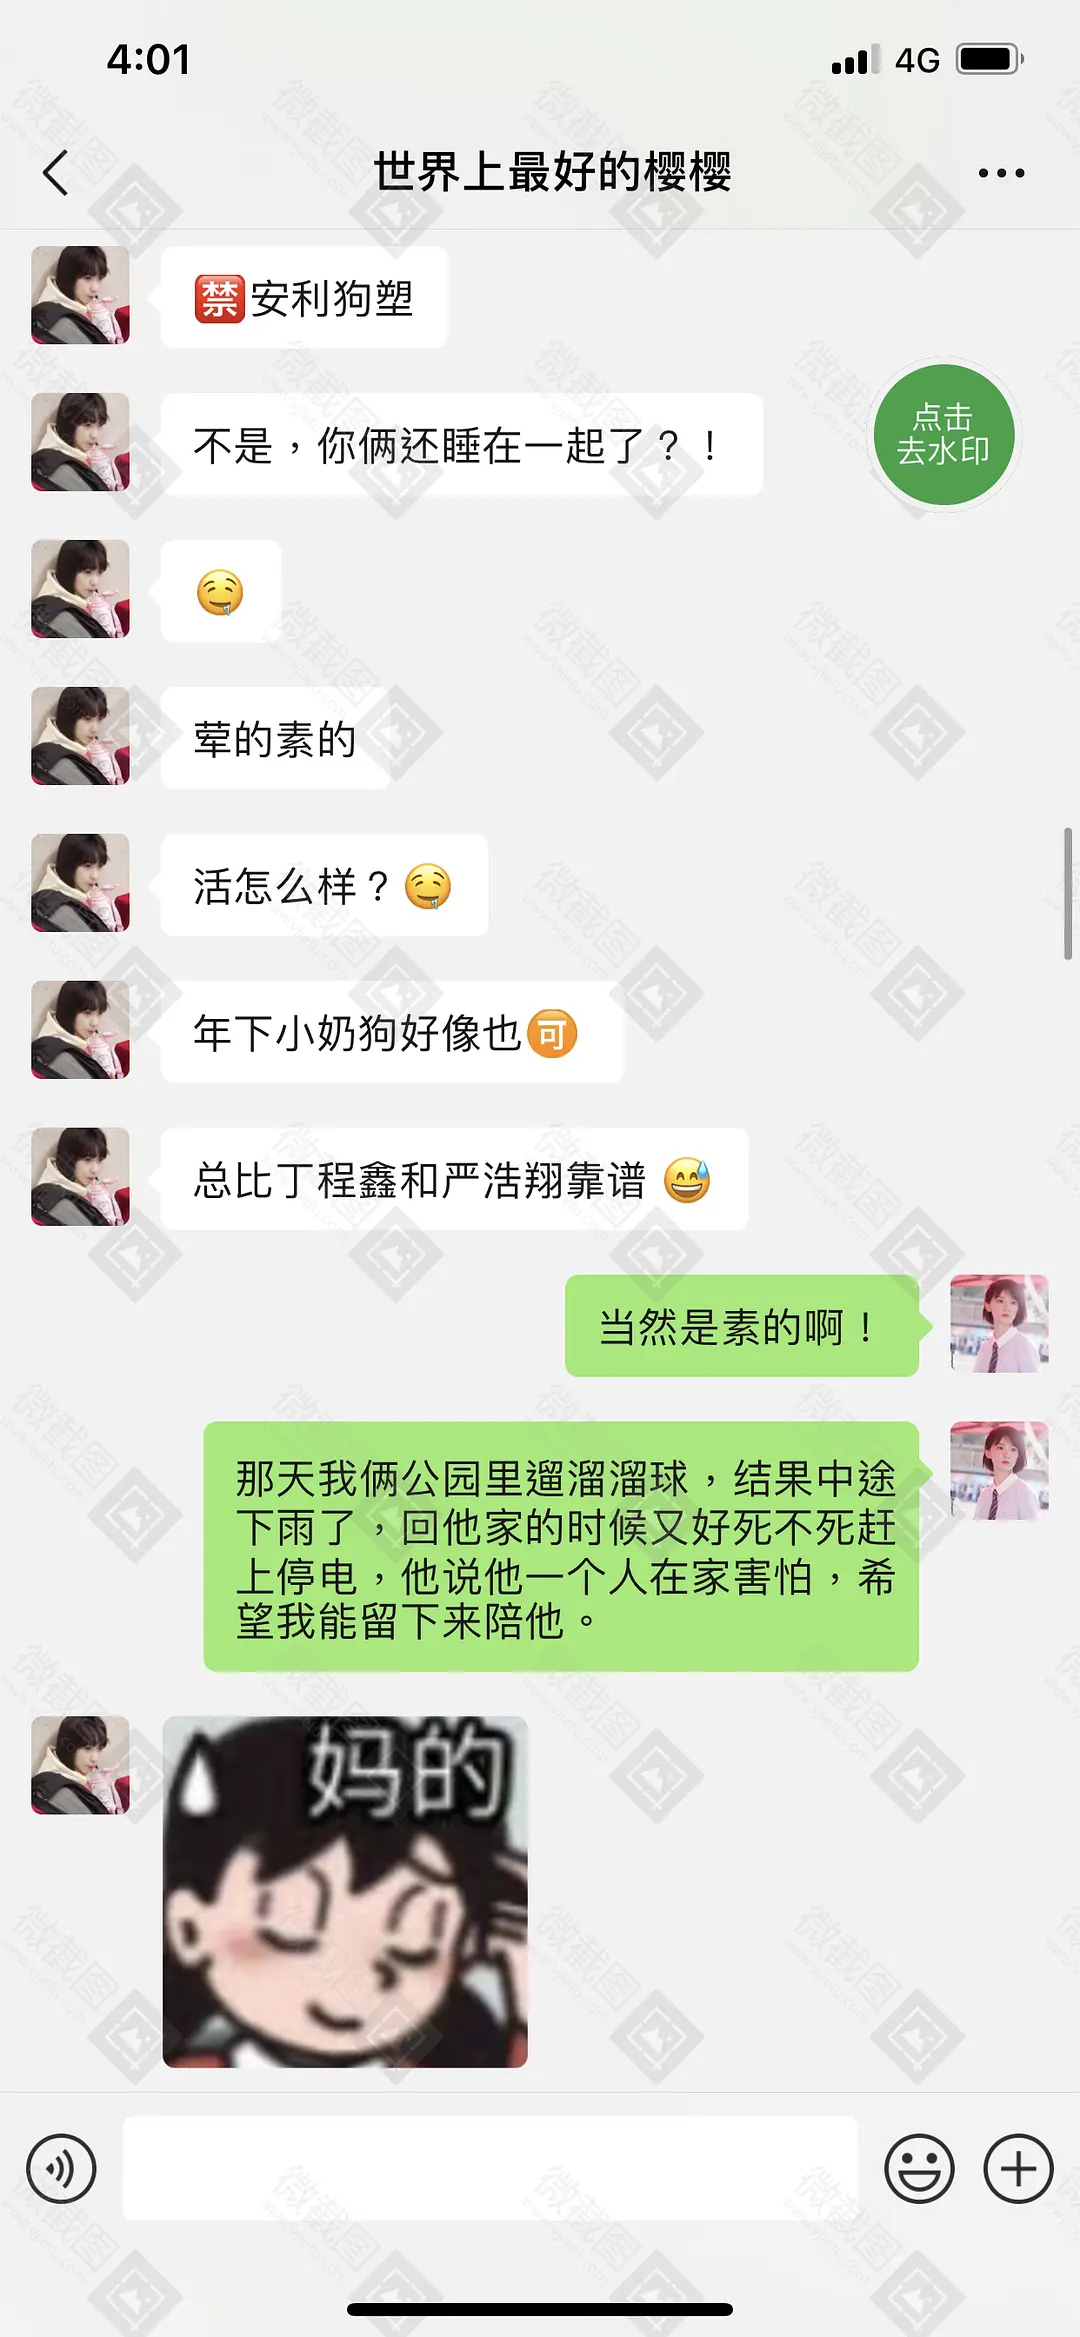 4:01
4G
世界上最好的樱樱
🈲安利狗塑
不是，你俩还睡在一起了？！
点击
去水印
🤤
荤的素的
活怎么样？🤤
年下小奶狗好像也🉑
总比丁程鑫和严浩翔靠谱 😅
当然是素的啊！
那天我俩公园里遛溜溜球，结果中途
下雨了，回他家的时候又好死不死赶
上停电，他说他一个人在家害怕，希
望我能留下来陪他。
妈的
微截图